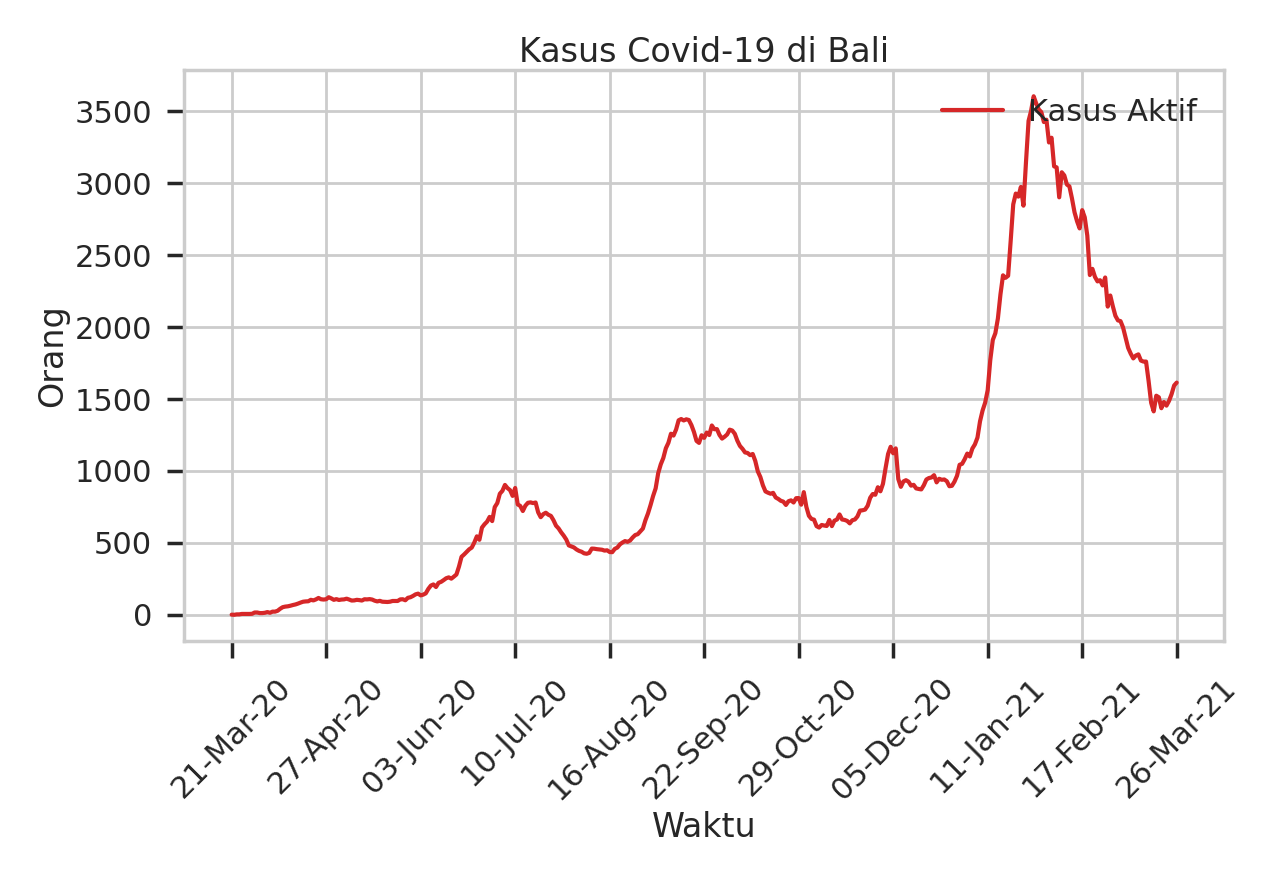 Kasus Covid-19 di Bali
Kasus Aktif
Orang
3500
3000
2500
2000
1500
1000
500
0
21-Mar-20
27-Apr-20
03-Jun-20
10-Jul-20
16-Aug-20
22-Sep-20
29-Oct-20
05-Dec-20
11-Jan-21
17-Feb-21
26-Mar-21
Waktu